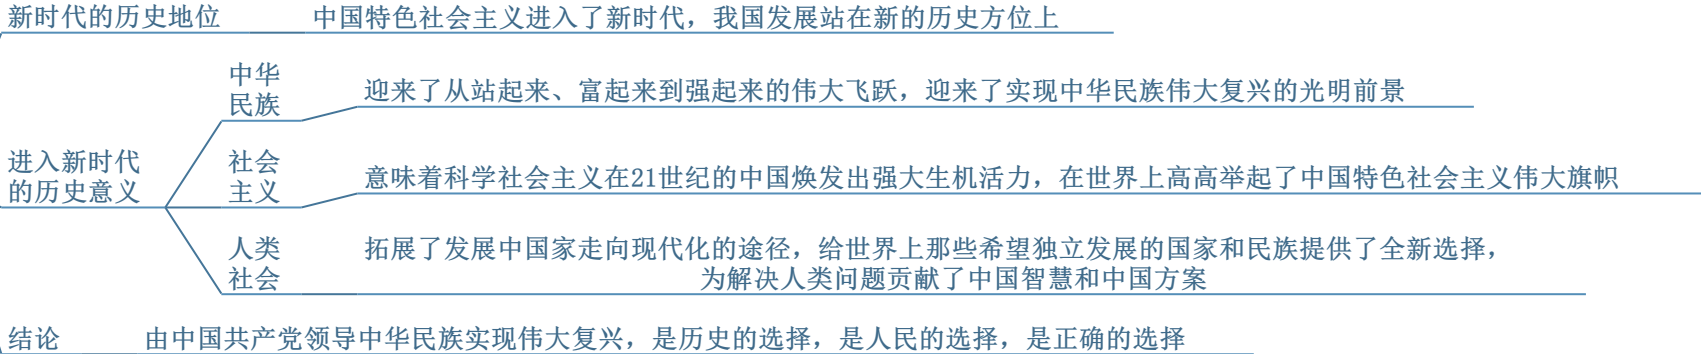 新时代的历史地位 中国特色社会主义进入了新时代，我国发展站在新的历史方位上
中华
民族
迎来了从站起来、富起来到强起来的伟大飞跃，迎来了实现中华民族伟大复兴的光明前景
进入新时代
的历史意义
社会
主义
意味着科学社会主义在21世纪的中国焕发出强大生机活力，在世界上高高举起了中国特色社会主义伟大旗帜
人类
社会
拓展了发展中国家走向现代化的途径，给世界上那些希望独立发展的国家和民族提供了全新选择，
为解决人类问题贡献了中国智慧和中国方案
结论 由中国共产党领导中华民族实现伟大复兴，是历史的选择，是人民的选择，是正确的选择